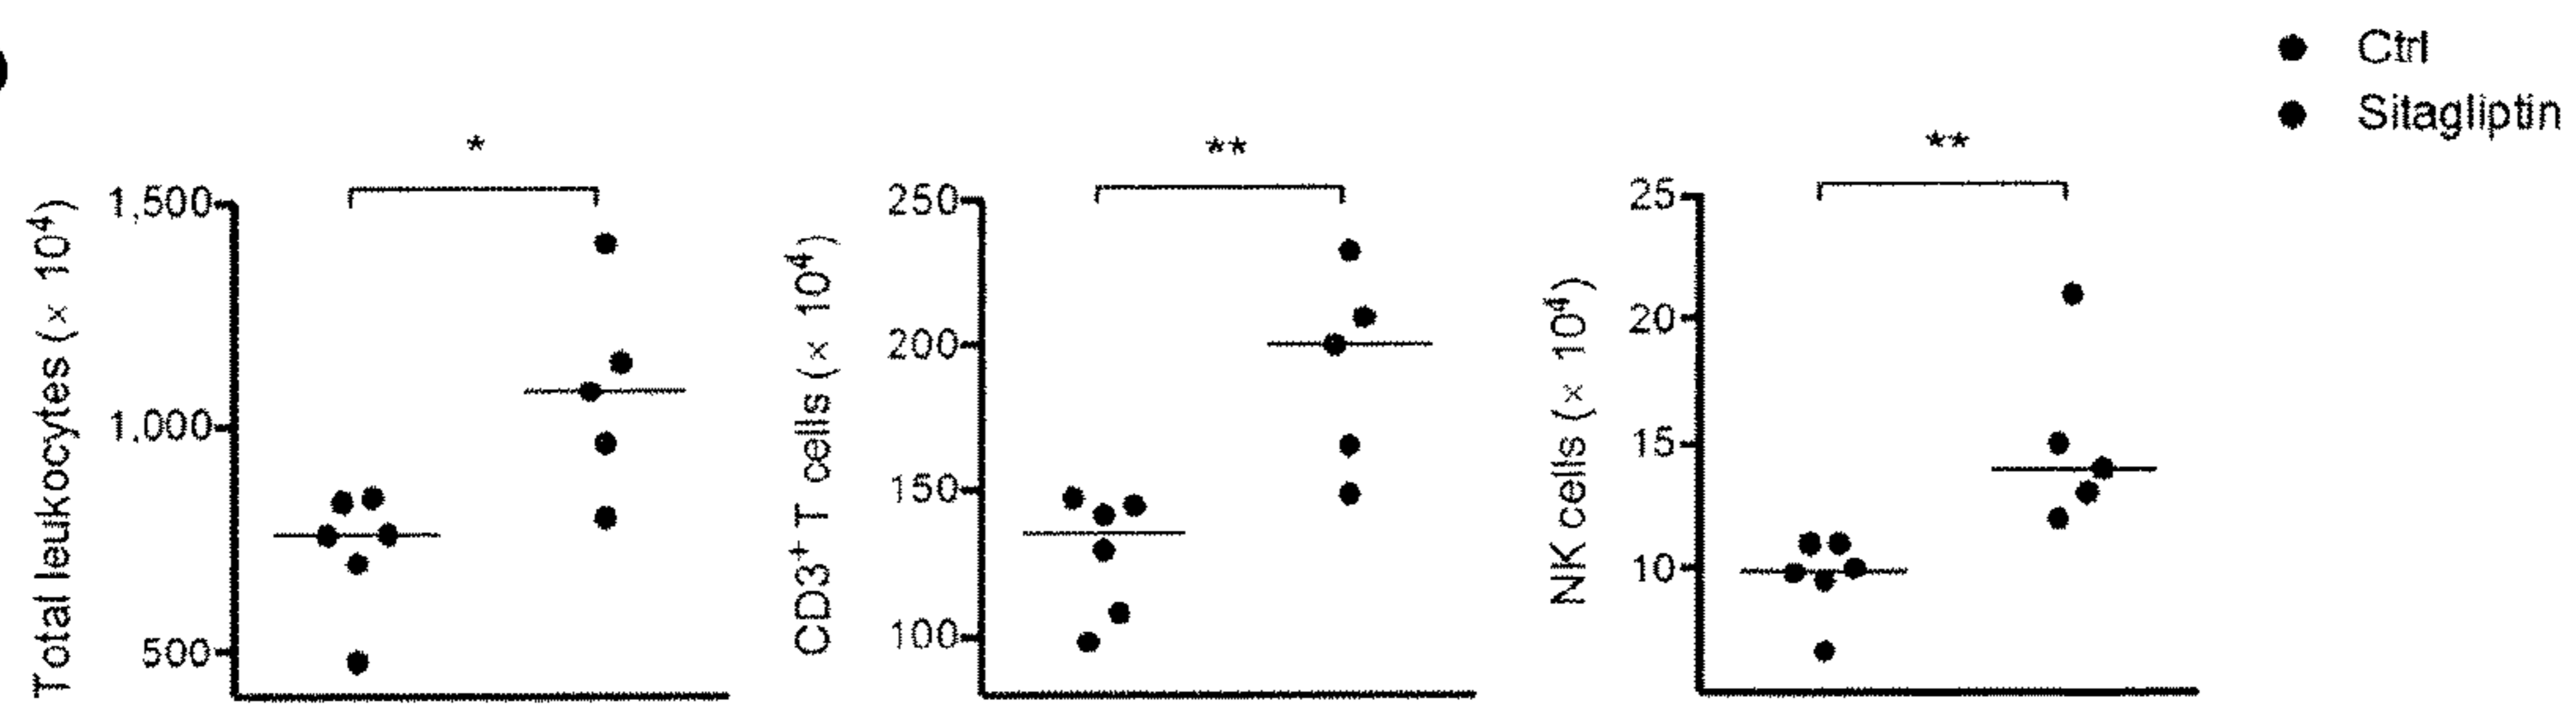 Ctrl
Sitagliptin
*
**
**
Total leukocytes (× 10⁴)
1,500
1,000
500
CD3⁺ T cells (× 10⁴)
250
200
150
100
NK cells (× 10⁴)
25
20
15
10